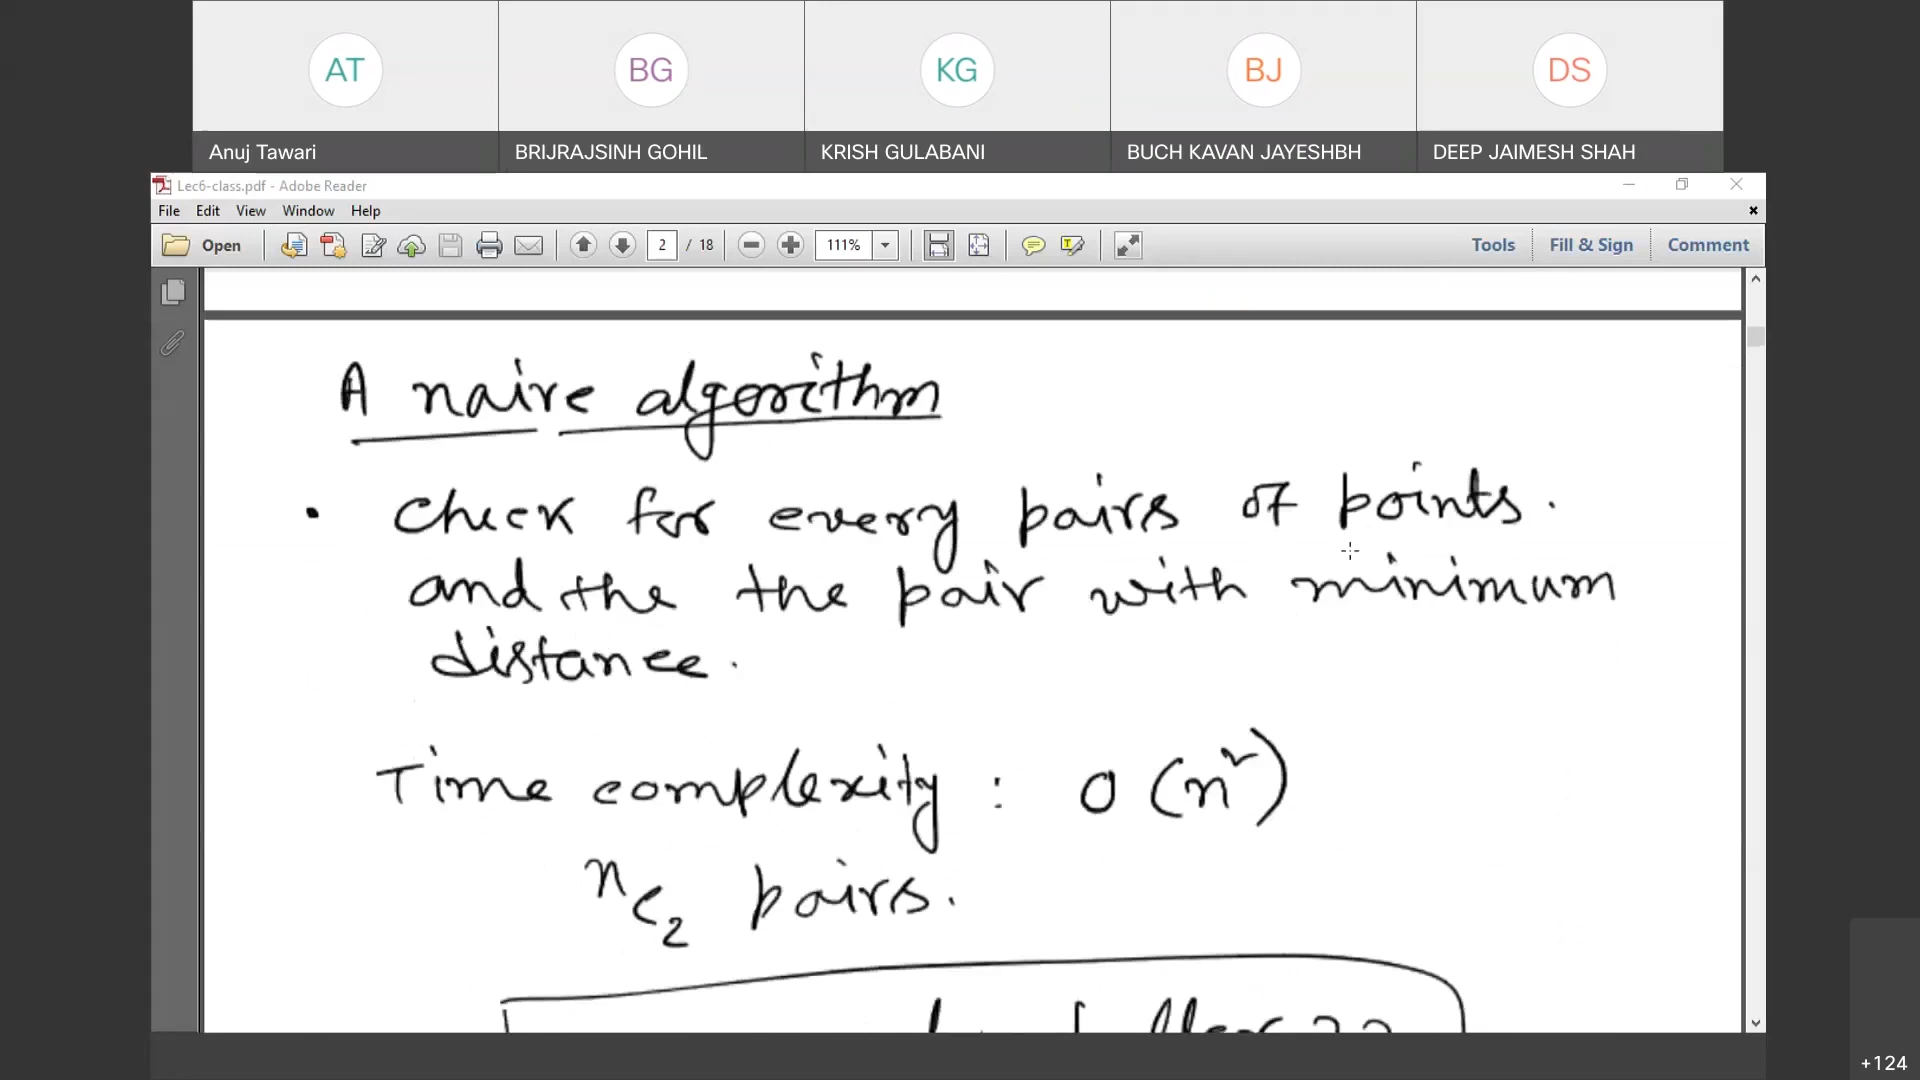 AT
BG
KG
BJ
DS
Anuj Tawari
BRIJRAJSINH GOHIL
KRISH GULABANI
BUCH KAVAN JAYESHBH
DEEP JAIMESH SHAH
Lec6-class.pdf - Adobe Reader
File Edit View Window Help
Open 2 / 18 111% Tools Fill & Sign Comment
A naive algorithm
• check for every pairs of points.
and the the pair with minimum
distance.
Time complexity : O(n²)
ⁿC₂ pairs.
+124